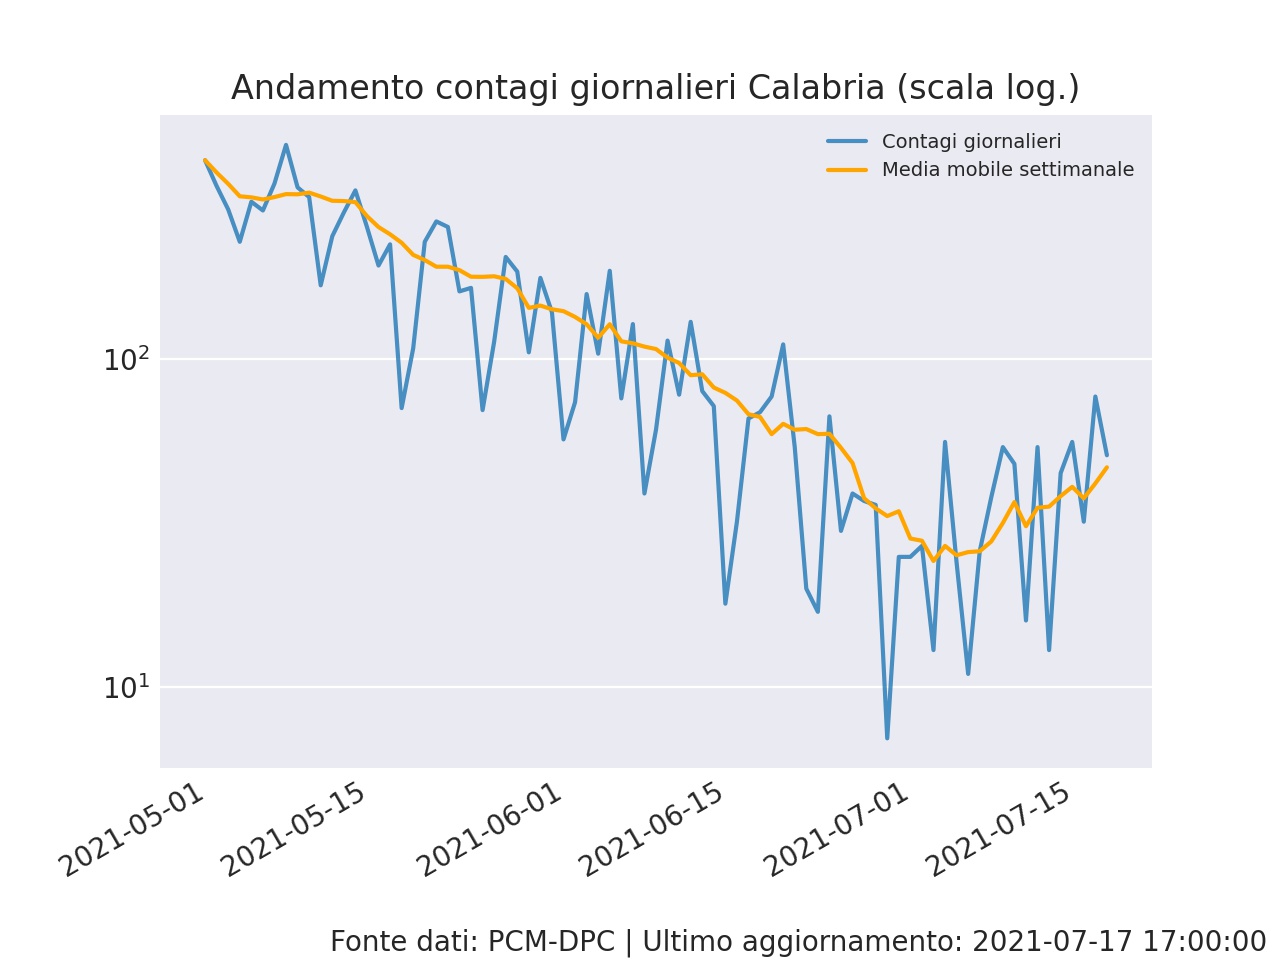 Andamento contagi giornalieri Calabria (scala log.)
Contagi giornalieri
Media mobile settimanale
10²
10¹
2021-05-01
2021-05-15
2021-06-01
2021-06-15
2021-07-01
2021-07-15
Fonte dati: PCM-DPC | Ultimo aggiornamento: 2021-07-17 17:00:00